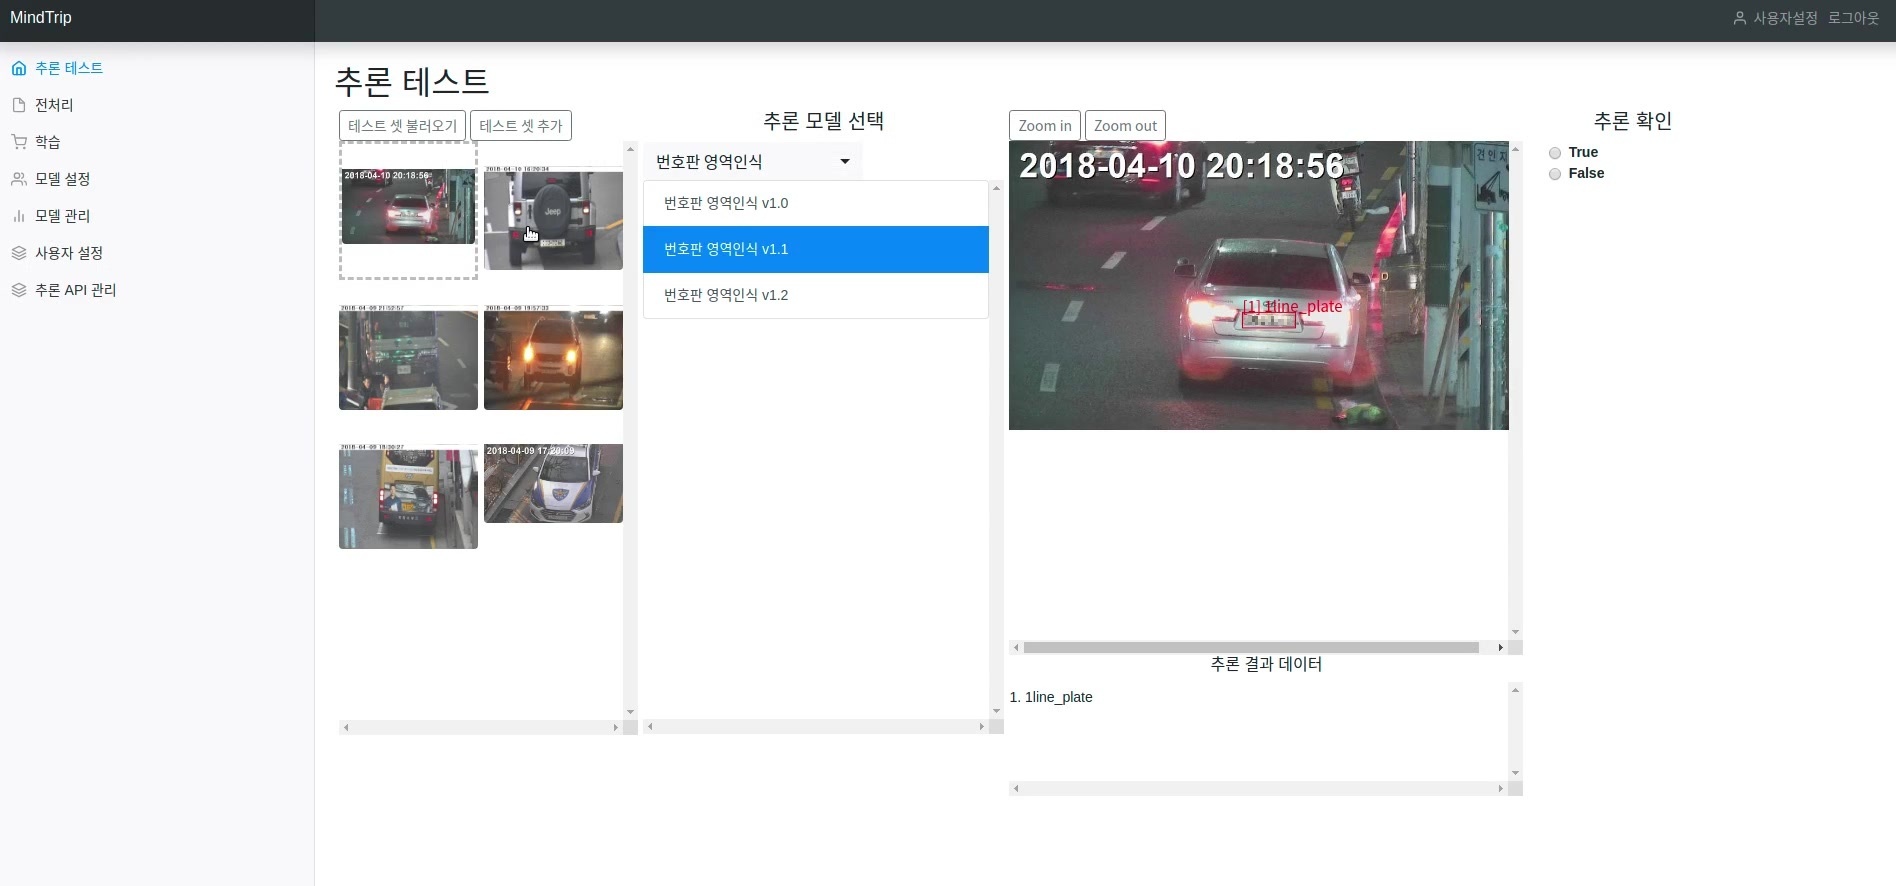 MindTrip
사용자설정 로그아웃
추론 테스트
전처리
학습
모델 설정
모델 관리
사용자 설정
추론 API 관리
추론 테스트
테스트 셋 불러오기 테스트 셋 추가
2018-04-10 20:18:56
2018-04-10 16:20:34
Jeep
2018-04-09 21:52:57
2018-04-09 19:57:33
2018-04-09 17:20:09
추론 모델 선택
번호판 영역인식
번호판 영역인식 v1.0
번호판 영역인식 v1.1
번호판 영역인식 v1.2
Zoom in Zoom out
2018-04-10 20:18:56
건인지
[1] 1line_plate
추론 결과 데이터
1. 1line_plate
추론 확인
True
False